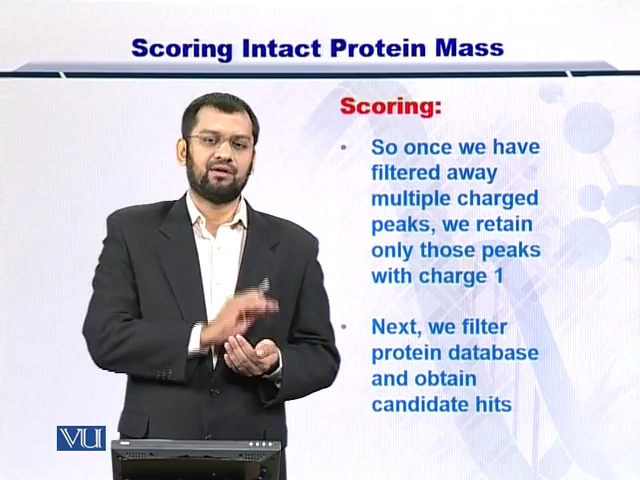 Scoring Intact Protein Mass
Scoring:
• So once we have
filtered away
multiple charged
peaks, we retain
only those peaks
with charge 1
• Next, we filter
protein database
and obtain
candidate hits
VU